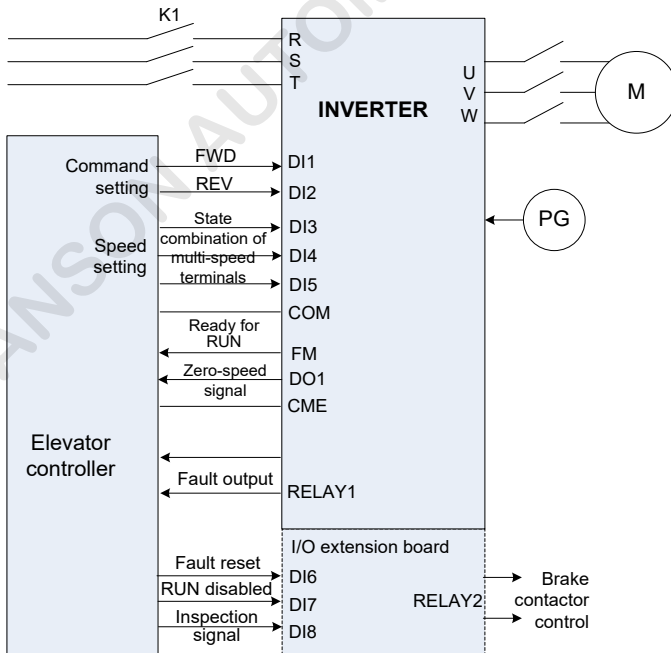 K1
R
S
T
INVERTER
U
V
W
M
Command
setting
FWD
REV
DI1
DI2
PG
Speed
setting
State
combination of
multi-speed
terminals
DI3
DI4
DI5
COM
Ready for
RUN
FM
Zero-speed
signal
DO1
CME
Elevator
controller
Fault output
RELAY1
I/O extension board
Fault reset
DI6
RUN disabled
DI7
Inspection
signal
DI8
RELAY2
Brake
contactor
control
ANSON AUTOM